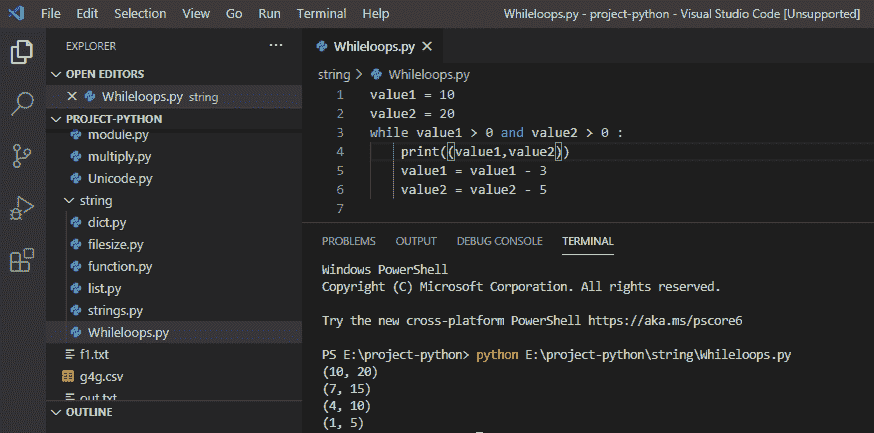 File Edit Selection View Go Run Terminal Help Whileloops.py - project-python - Visual Studio Code [Unsupported]
EXPLORER ...
OPEN EDITORS
Whileloops.py string
PROJECT-PYTHON
module.py
multiply.py
Unicode.py
string
dict.py
filesize.py
function.py
list.py
strings.py
Whileloops.py
f1.txt
g4g.csv
out.txt
OUTLINE
Whileloops.py
string > Whileloops.py
1 value1 = 10
2 value2 = 20
3 while value1 > 0 and value2 > 0 :
4 print((value1,value2))
5 value1 = value1 - 3
6 value2 = value2 - 5
7
PROBLEMS OUTPUT DEBUG CONSOLE TERMINAL
Windows PowerShell
Copyright (C) Microsoft Corporation. All rights reserved.
Try the new cross-platform PowerShell https://aka.ms/pscore6
PS E:\project-python> python E:\project-python\string\Whileloops.py
(10, 20)
(7, 15)
(4, 10)
(1, 5)